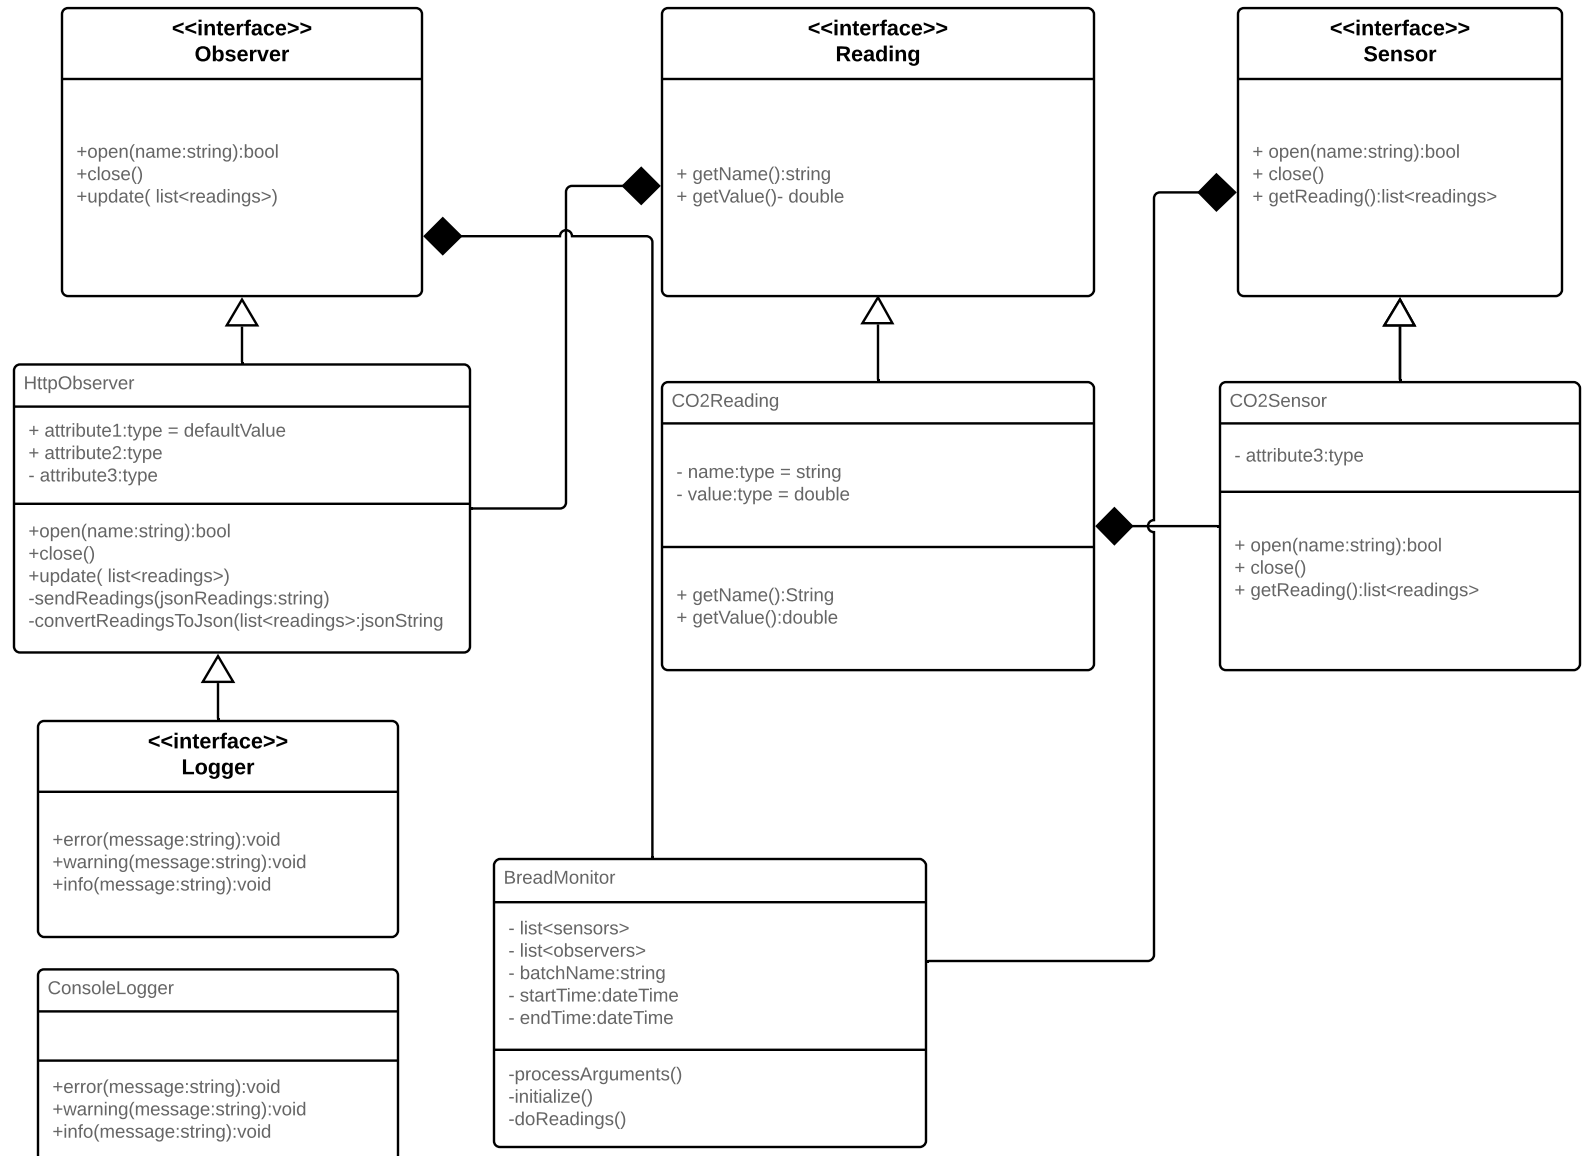 <<interface>>
Observer
+open(name:string):bool
+close()
+update( list<readings>)
<<interface>>
Reading
+ getName():string
+ getValue()- double
<<interface>>
Sensor
+ open(name:string):bool
+ close()
+ getReading():list<readings>
HttpObserver
+ attribute1:type = defaultValue
+ attribute2:type
- attribute3:type
+open(name:string):bool
+close()
+update( list<readings>)
-sendReadings(jsonReadings:string)
-convertReadingsToJson(list<readings>:jsonString
CO2Reading
- name:type = string
- value:type = double
+ getName():String
+ getValue():double
CO2Sensor
- attribute3:type
+ open(name:string):bool
+ close()
+ getReading():list<readings>
<<interface>>
Logger
+error(message:string):void
+warning(message:string):void
+info(message:string):void
ConsoleLogger
+error(message:string):void
+warning(message:string):void
+info(message:string):void
BreadMonitor
- list<sensors>
- list<observers>
- batchName:string
- startTime:dateTime
- endTime:dateTime
-processArguments()
-initialize()
-doReadings()